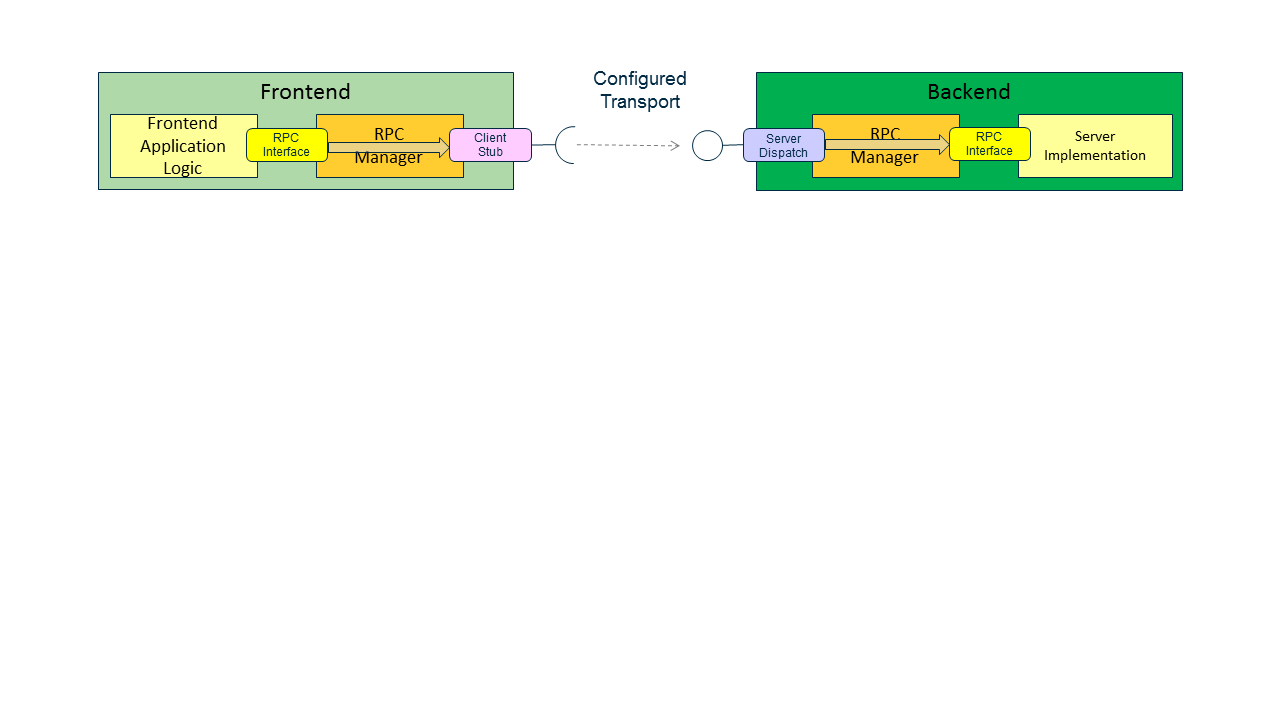 Frontend
Frontend
Application
Logic
RPC
Interface
RPC
Manager
Client
Stub
Configured
Transport
Backend
Server
Dispatch
RPC
Manager
RPC
Interface
Server
Implementation